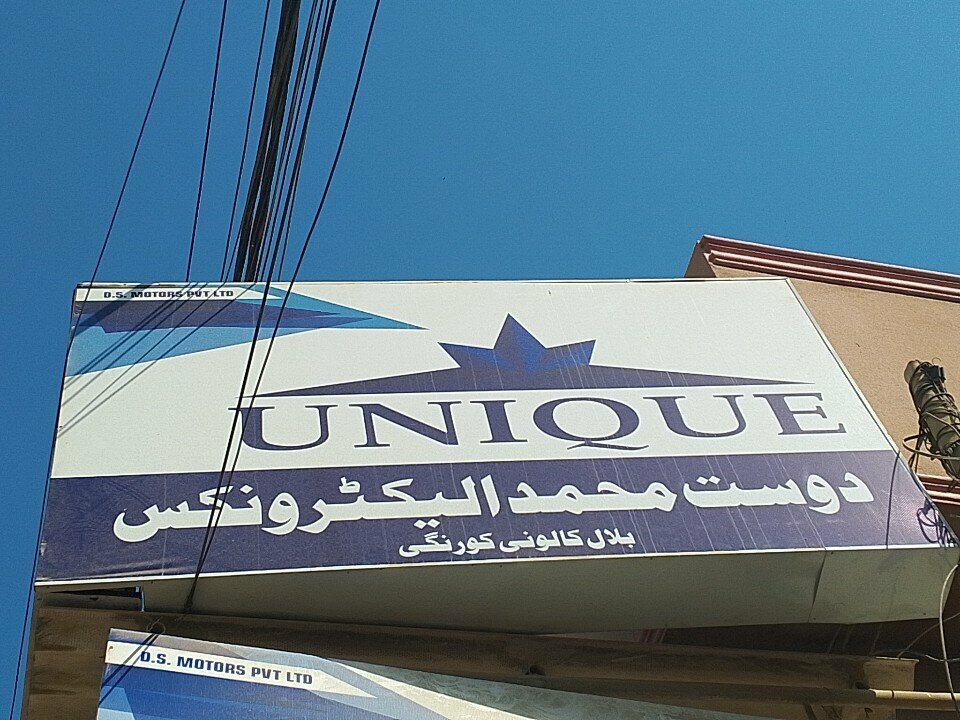 D.S. MOTORS PVT LTD
UNIQUE
دوست محمد الیکٹرونکس
بلال کالونی کورنگی
D.S. MOTORS PVT LTD